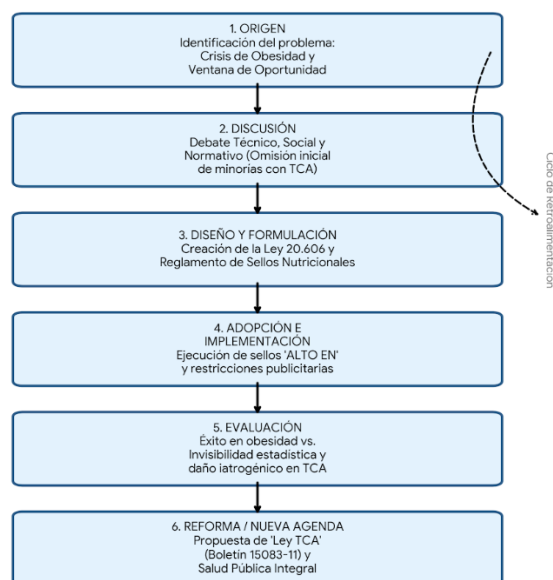 1. ORIGEN
Identificación del problema:
Crisis de Obesidad y
Ventana de Oportunidad
2. DISCUSIÓN
Debate Técnico, Social y
Normativo (Omisión inicial
de minorías con TCA)
3. DISEÑO Y FORMULACIÓN
Creación de la Ley 20.606 y
Reglamento de Sellos Nutricionales
4. ADOPCIÓN E
IMPLEMENTACIÓN
Ejecución de sellos 'ALTO EN'
y restricciones publicitarias
5. EVALUACIÓN
Éxito en obesidad vs.
Invisibilidad estadística y
daño iatrogénico en TCA
6. REFORMA / NUEVA AGENDA
Propuesta de 'Ley TCA'
(Boletín 15083-11) y
Salud Pública Integral
Ciclo de Retroalimentación